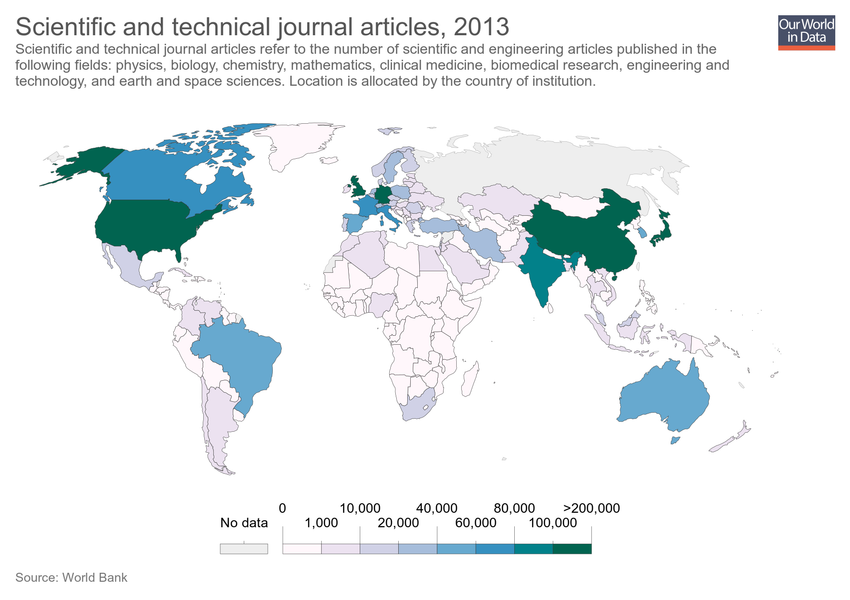 Scientific and technical journal articles, 2013
Our World
in Data
Scientific and technical journal articles refer to the number of scientific and engineering articles published in the
following fields: physics, biology, chemistry, mathematics, clinical medicine, biomedical research, engineering and
technology, and earth and space sciences. Location is allocated by the country of institution.
0 10,000 40,000 80,000 >200,000
No data 1,000 20,000 60,000 100,000
Source: World Bank